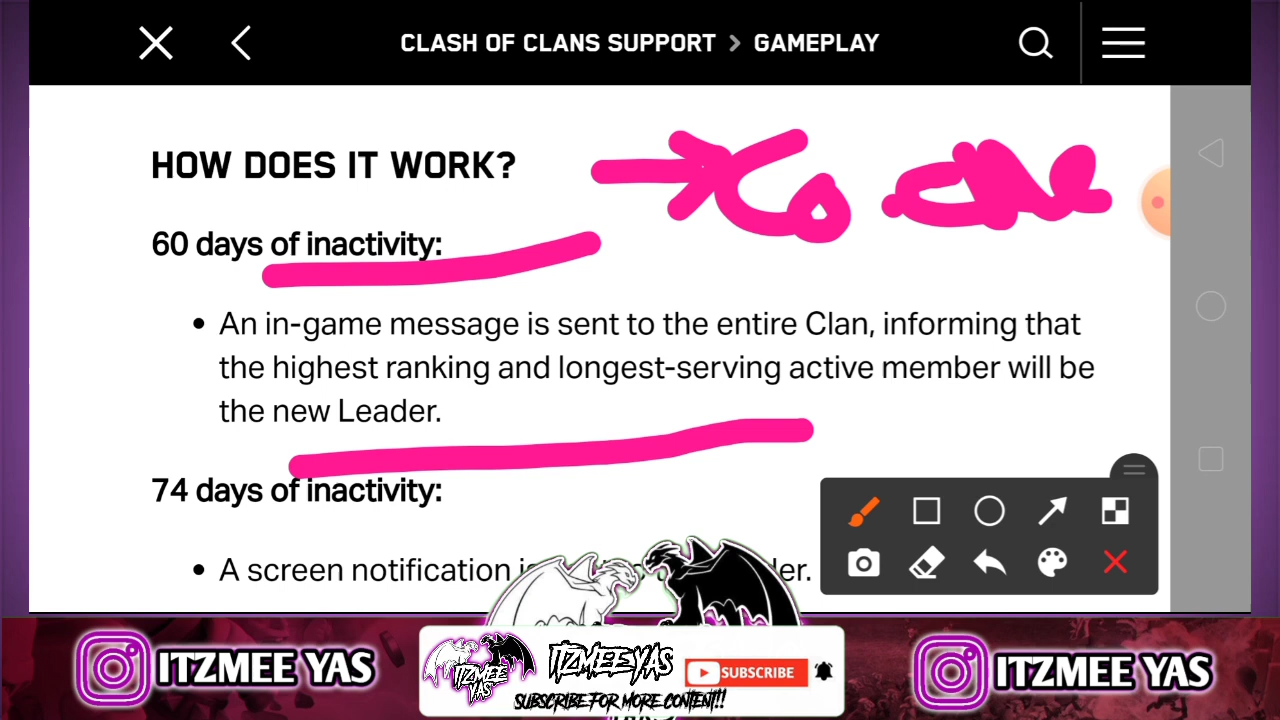 CLASH OF CLANS SUPPORT > GAMEPLAY
HOW DOES IT WORK?
60 days of inactivity:
• An in-game message is sent to the entire Clan, informing that
the highest ranking and longest-serving active member will be
the new Leader.
74 days of inactivity:
• A screen notification
ITZMEE YAS
ITZMEE
YAS
ITZMEEYAS
SUBSCRIBE
SUBSCRIBE FOR MORE CONTENT!!
ITZMEE YAS